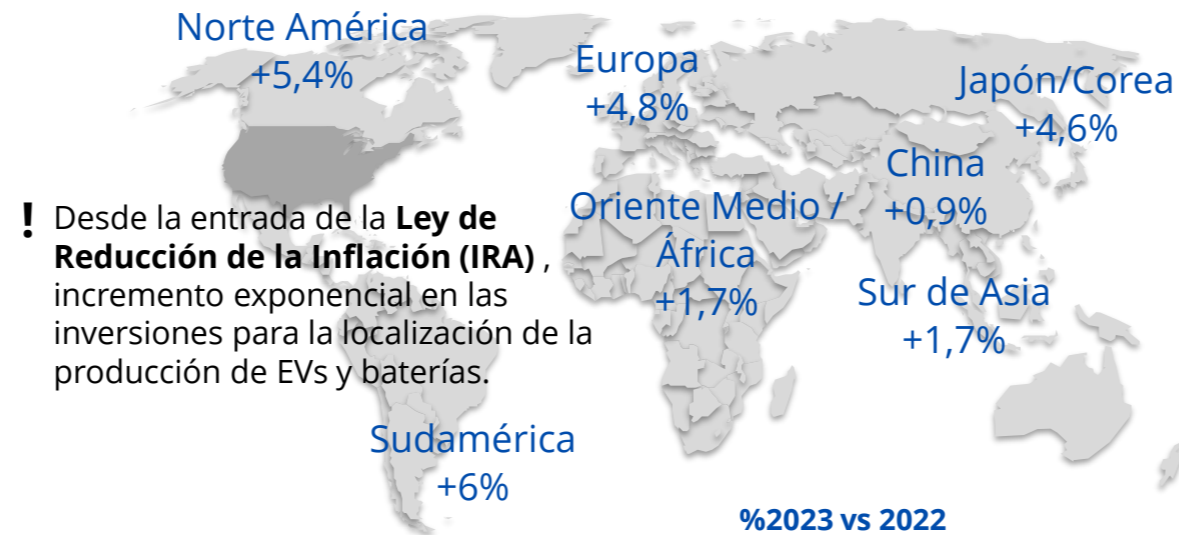 Norte América
+5,4%
Europa
+4,8%
Japón/Corea
+4,6%
China
+0,9%
Oriente Medio /
África
+1,7%
Sur de Asia
+1,7%
! Desde la entrada de la Ley de
Reducción de la Inflación (IRA) ,
incremento exponencial en las
inversiones para la localización de la
producción de EVs y baterías.
Sudamérica
+6%
%2023 vs 2022